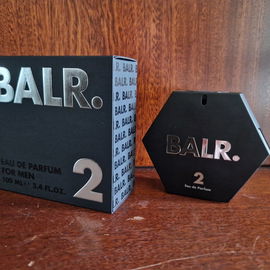 BALR.
EAU DE PARFUM
FOR MEN
100 ML℮ 3.4 FL.OZ.
2
BALR.
2
Eau de Parfum